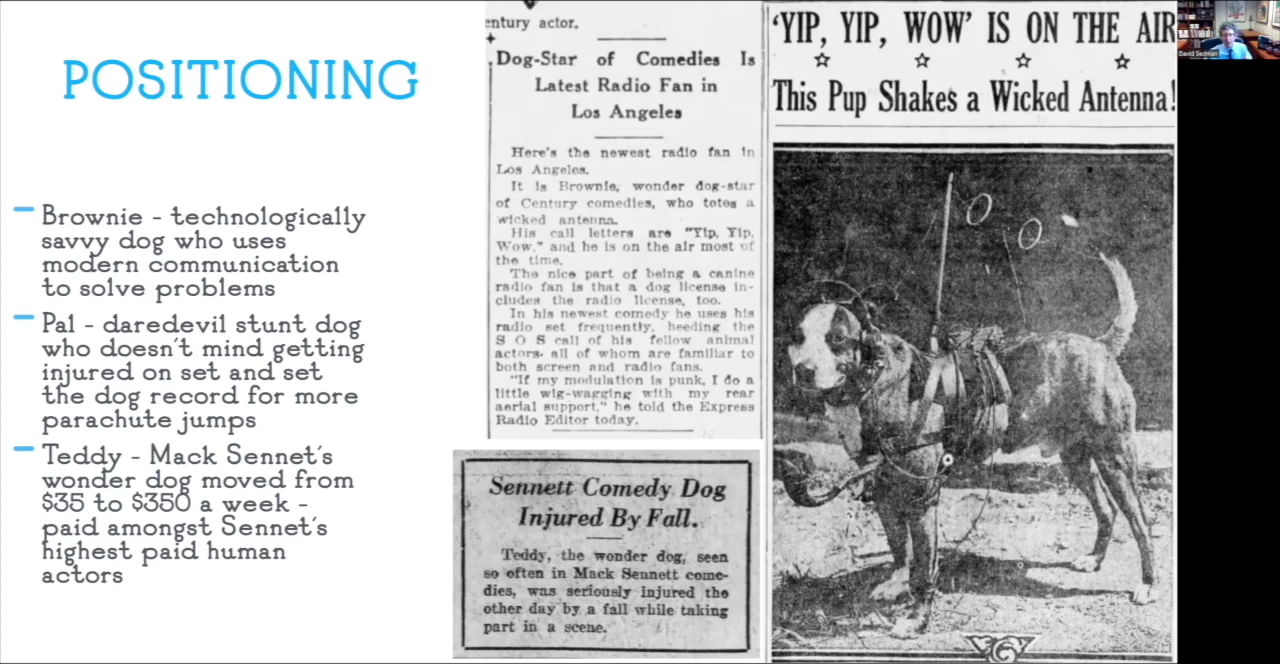 POSITIONING
Brownie - technologically
savvy dog who uses
modern communication
to solve problems
Pal - daredevil stunt dog
who doesn't mind getting
injured on set and set
the dog record for more
parachute jumps
Teddy - Mack Sennet's
wonder dog moved from
$35 to $350 a week -
paid amongst Sennet's
highest paid human
actors
entury actor.
Dog-Star of Comedies Is
Latest Radio Fan in
Los Angeles
Here's the newest radio fan in
Los Angeles.
It is Brownie, wonder dog-star
of Century comedies, who totes a
wicked antenna.
His call letters are "Yip, Yip,
Wow," and he is on the air most of
the time.
The nice part of being a canine
radio fan is that a dog license in-
cludes the radio license, too.
In his newest comedy he uses his
radio set frequently, heeding the
S O S call of his fellow animal
actors, all of whom are familiar to
both screen and radio fans.
"If my modulation is punk, I do a
little wig-wagging with my rear
aerial support," he told the Express
Radio Editor today.
Sennett Comedy Dog
Injured By Fall.
Teddy, the wonder dog, seen
so often in Mack Sennett come-
dies, was seriously injured the
other day by a fall while taking
part in a scene.
'YIP, YIP, WOW' IS ON THE AIR
This Pup Shakes a Wicked Antenna!
David Sedman